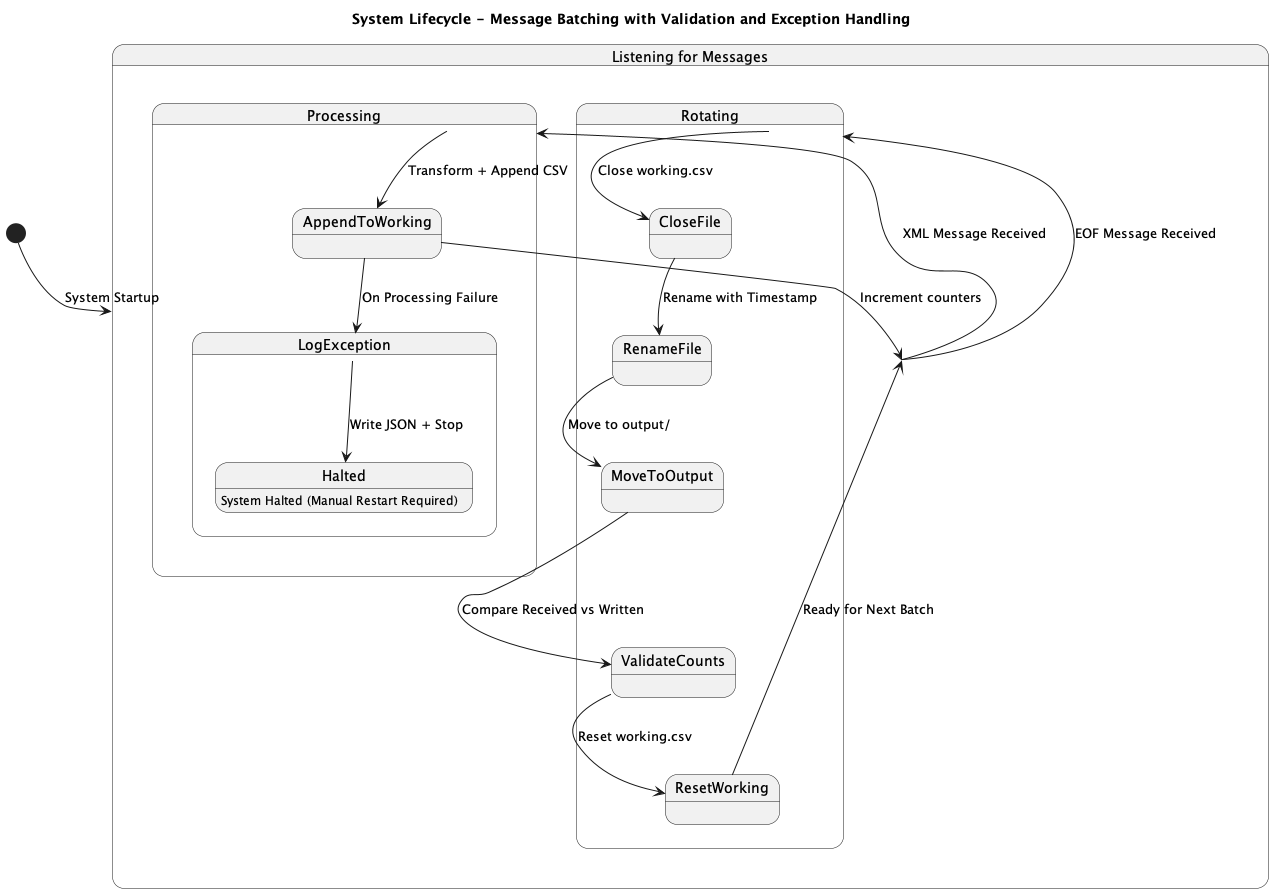 System Lifecycle - Message Batching with Validation and Exception Handling
Listening for Messages
Processing
Rotating
Transform + Append CSV
Close working.csv
AppendToWorking
CloseFile
XML Message Received
EOF Message Received
System Startup
On Processing Failure
Rename with Timestamp
Increment counters
LogException
RenameFile
Write JSON + Stop
Move to output/
Halted
System Halted (Manual Restart Required)
MoveToOutput
Compare Received vs Written
Ready for Next Batch
ValidateCounts
Reset working.csv
ResetWorking